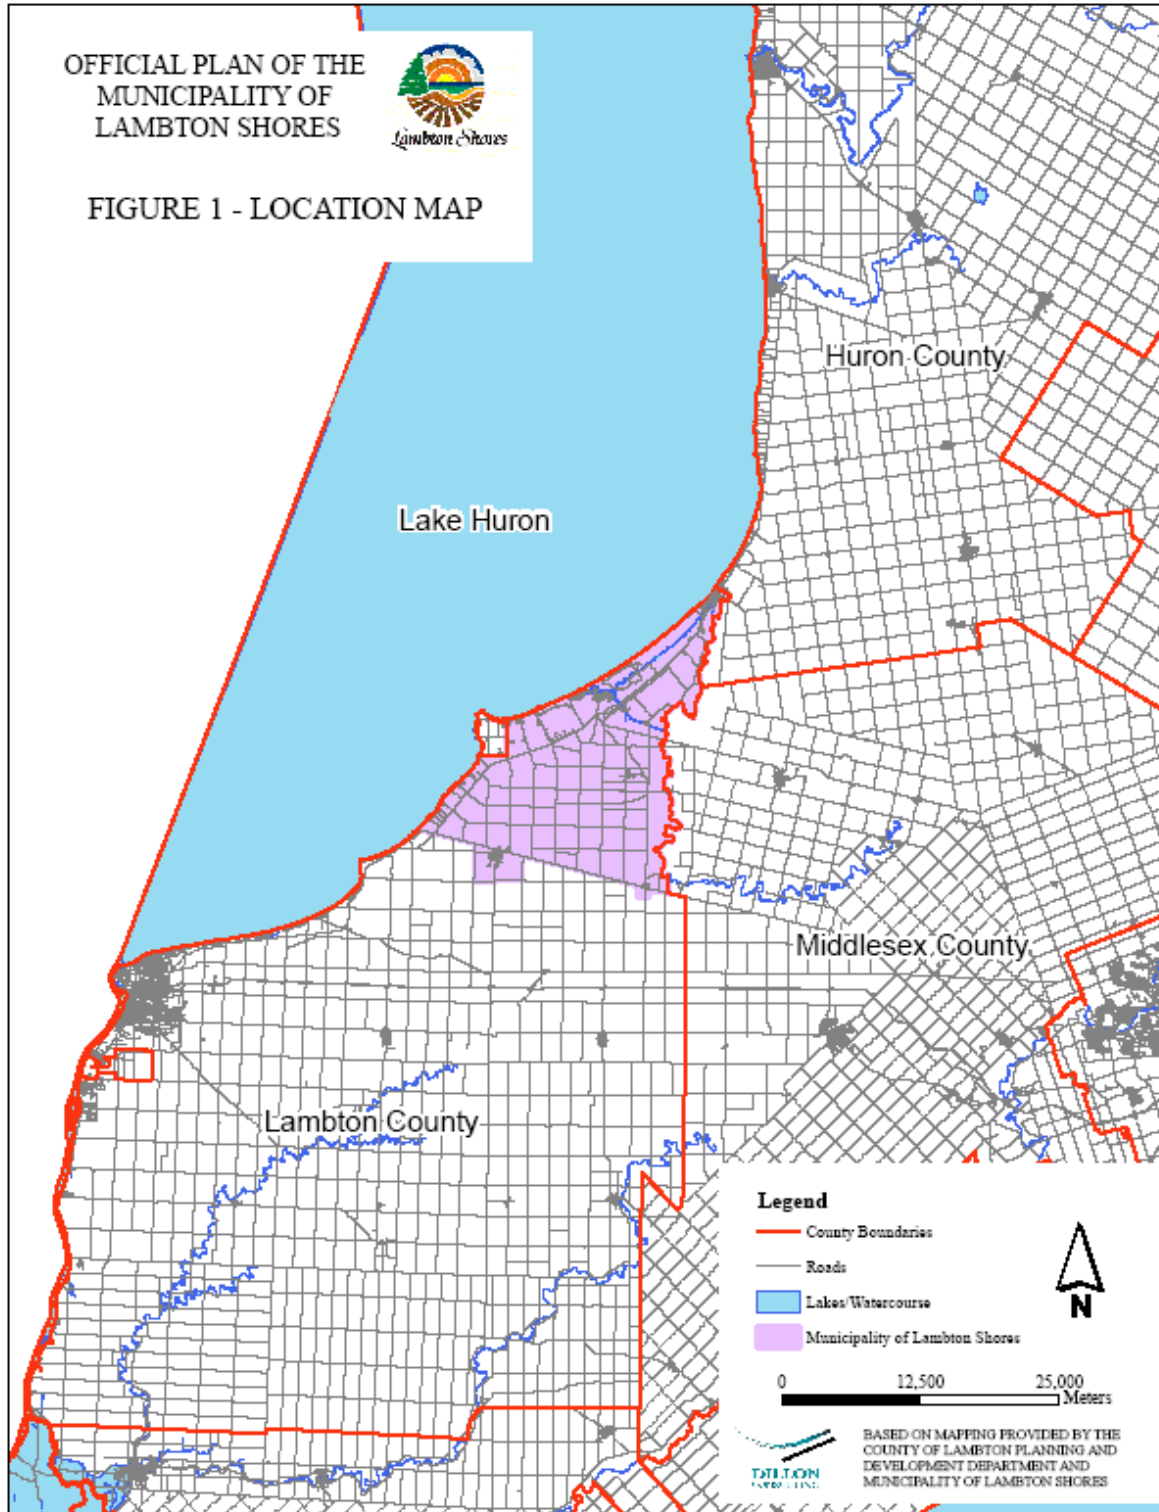 OFFICIAL PLAN OF THE
MUNICIPALITY OF
LAMBTON SHORES
Lambton Shores
FIGURE 1 - LOCATION MAP
Huron County
Lake Huron
Middlesex County
Lambton County
Legend
County Boundaries
Roads
Lakes/Watercourse
Municipality of Lambton Shores
N
0 12,500 25,000
Meters
DILLON
CONSULTING
BASED ON MAPPING PROVIDED BY THE
COUNTY OF LAMBTON PLANNING AND
DEVELOPMENT DEPARTMENT AND
MUNICIPALITY OF LAMBTON SHORES